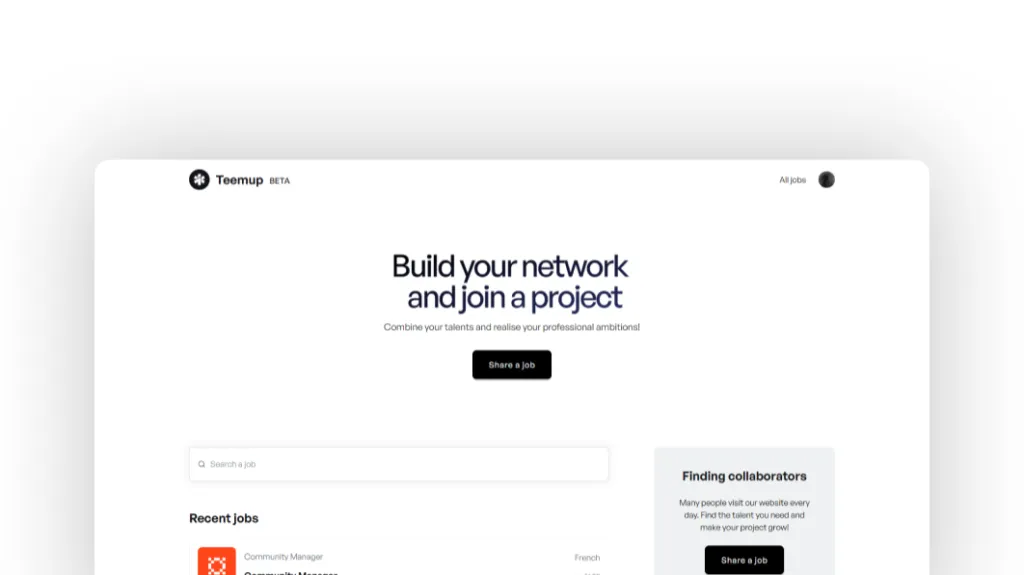 Teemup BETA
All jobs
Build your network
and join a project
Combine your talents and realise your professional ambitions!
Share a job
Search a job
Finding collaborators
Many people visit our website every
day. Find the talent you need and
make your project grow!
Share a job
Recent jobs
Community Manager
French
Community Manager